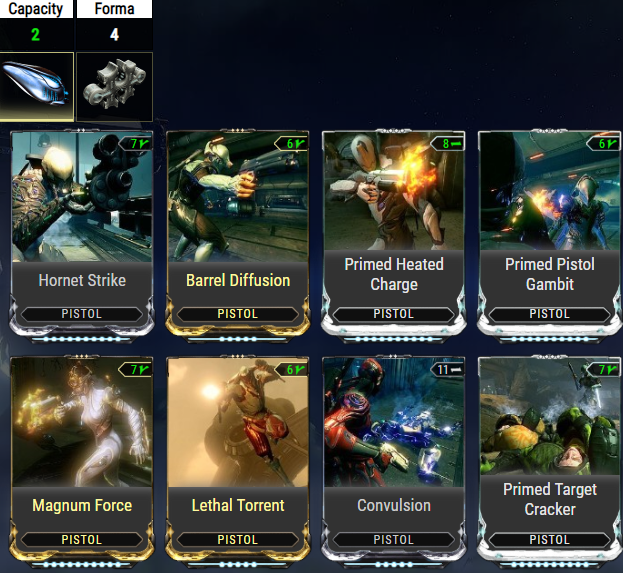 Capacity Forma
2 4
7 6 8 6
Hornet Strike Barrel Diffusion Primed Heated Charge Primed Pistol Gambit
PISTOL PISTOL PISTOL PISTOL
7 6 11 7
Magnum Force Lethal Torrent Convulsion Primed Target Cracker
PISTOL PISTOL PISTOL PISTOL